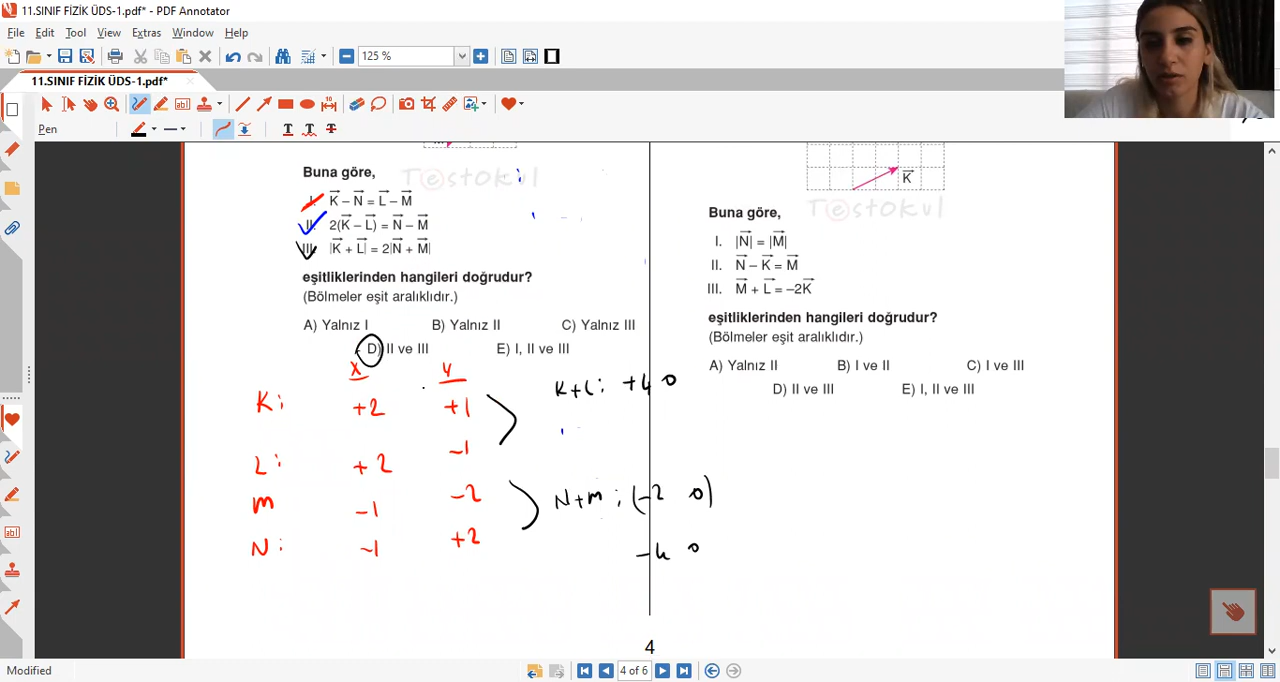 11.SINIF FİZİK ÜDS-1.pdf* - PDF Annotator
File Edit Tool View Extras Window Help
125 %
11.SINIF FİZİK ÜDS-1.pdf*
Pen
Buna göre,
Testokul
I. K – N = L – M
II. 2(K – L) = N – M
III. |K + L| = 2|N + M|
eşitliklerinden hangileri doğrudur?
(Bölmeler eşit aralıklıdır.)
A) Yalnız I B) Yalnız II C) Yalnız III
D) II ve III E) I, II ve III
x y
K: +2 +1
L: +2 -1
m -1 -2
N: -1 +2
K+L: +4 0
N+m: (-2 0)
-4 0
K
Testokul
Buna göre,
I. |N| = |M|
II. N – K = M
III. M + L = –2K
eşitliklerinden hangileri doğrudur?
(Bölmeler eşit aralıklıdır.)
A) Yalnız II B) I ve II C) I ve III
D) II ve III E) I, II ve III
4
Modified
4 of 6